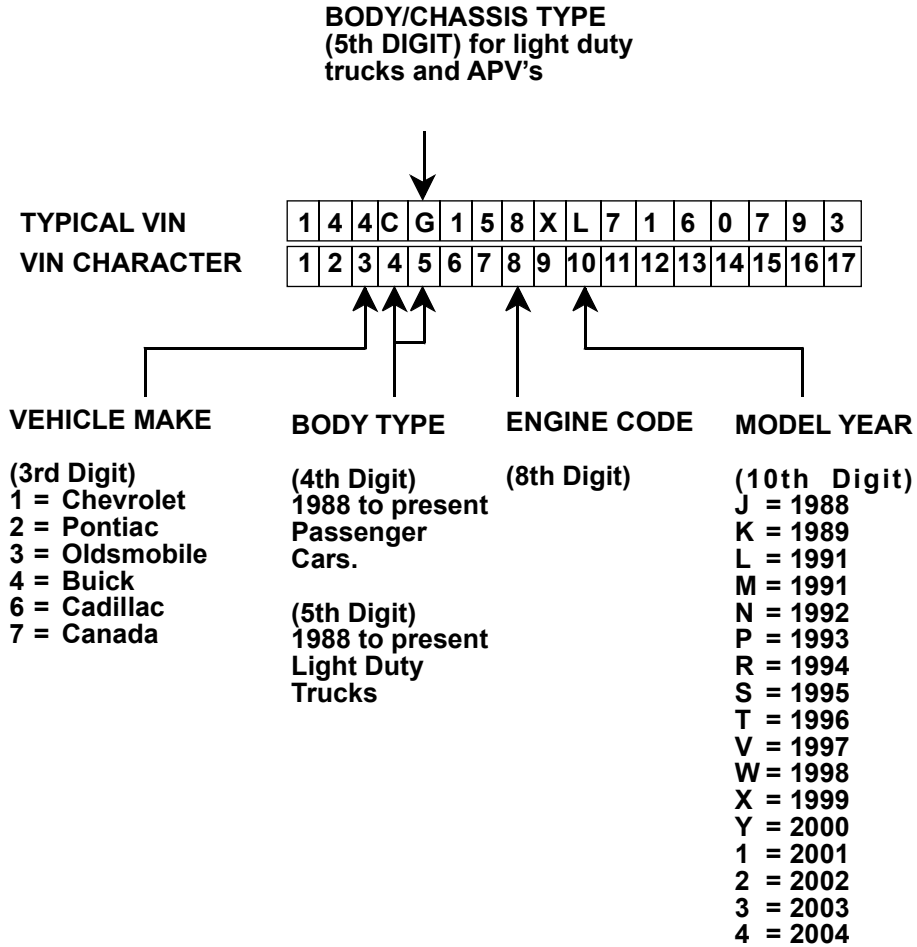 BODY/CHASSIS TYPE
(5th DIGIT) for light duty
trucks and APV's
TYPICAL VIN 1 4 4 C G 1 5 8 X L 7 1 6 0 7 9 3
VIN CHARACTER 1 2 3 4 5 6 7 8 9 10 11 12 13 14 15 16 17
VEHICLE MAKE
(3rd Digit)
1 = Chevrolet
2 = Pontiac
3 = Oldsmobile
4 = Buick
6 = Cadillac
7 = Canada
BODY TYPE
(4th Digit)
1988 to present
Passenger
Cars.
(5th Digit)
1988 to present
Light Duty
Trucks
ENGINE CODE
(8th Digit)
MODEL YEAR
(10th Digit)
J = 1988
K = 1989
L = 1991
M = 1991
N = 1992
P = 1993
R = 1994
S = 1995
T = 1996
V = 1997
W = 1998
X = 1999
Y = 2000
1 = 2001
2 = 2002
3 = 2003
4 = 2004